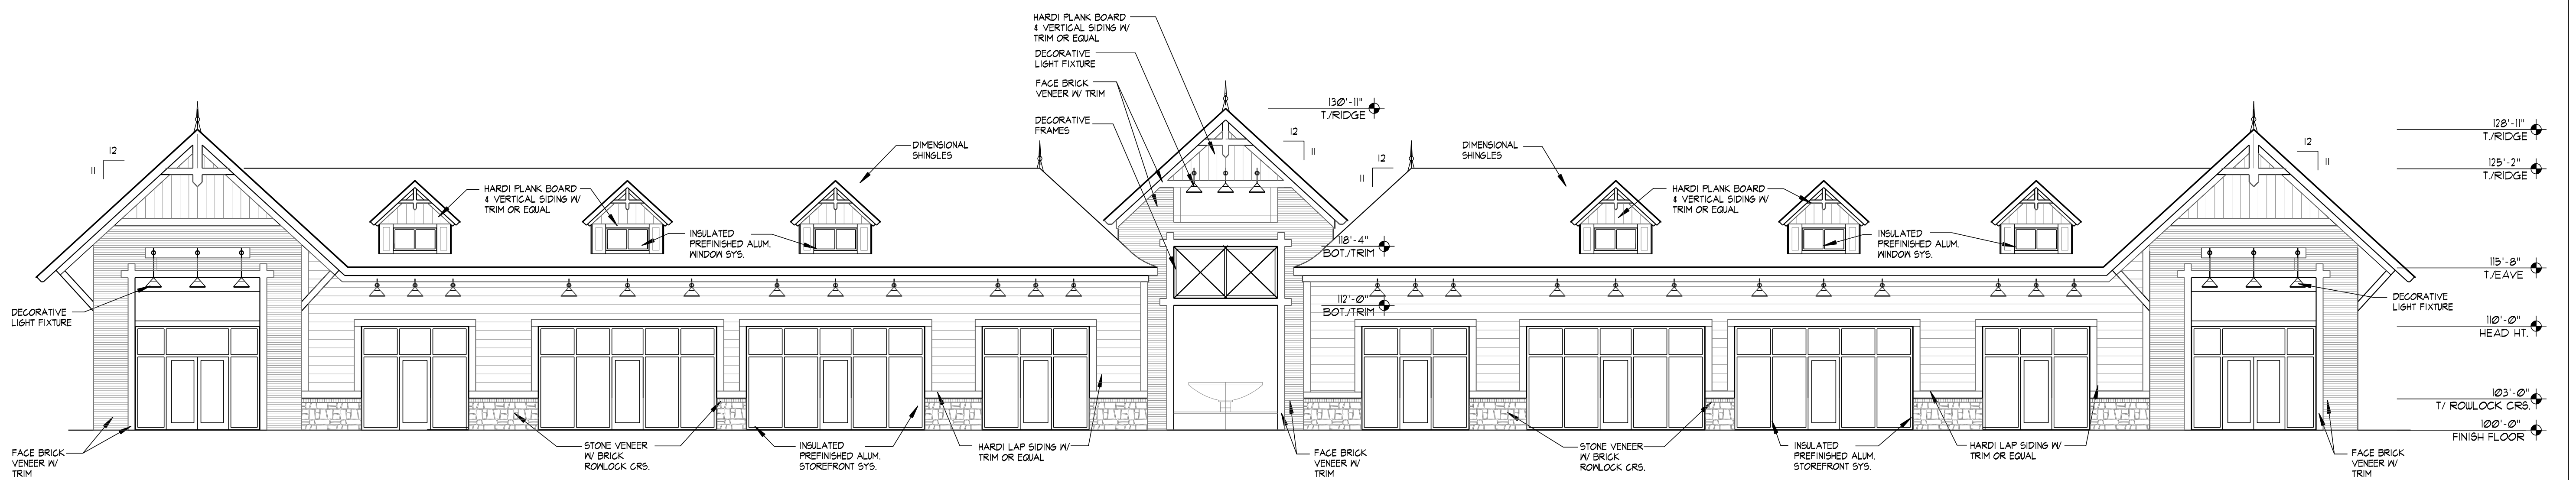 HARDI PLANK BOARD
& VERTICAL SIDING W/
TRIM OR EQUAL
DECORATIVE
LIGHT FIXTURE
FACE BRICK
VENEER W/ TRIM
DECORATIVE
FRAMES
130'-11"
T./RIDGE
128'-11"
T./RIDGE
125'-2"
T./RIDGE
118'-4"
BOT./TRIM
115'-8"
T./EAVE
112'-0"
BOT./TRIM
110'-0"
HEAD HT.
103'-0"
T/ ROWLOCK CRS.
100'-0"
FINISH FLOOR
12
11
12
11
12
11
12
11
DIMENSIONAL
SHINGLES
DIMENSIONAL
SHINGLES
HARDI PLANK BOARD
& VERTICAL SIDING W/
TRIM OR EQUAL
INSULATED
PREFINISHED ALUM.
WINDOW SYS.
HARDI PLANK BOARD
& VERTICAL SIDING W/
TRIM OR EQUAL
INSULATED
PREFINISHED ALUM.
WINDOW SYS.
DECORATIVE
LIGHT FIXTURE
DECORATIVE
LIGHT FIXTURE
FACE BRICK
VENEER W/
TRIM
STONE VENEER
W/ BRICK
ROWLOCK CRS.
INSULATED
PREFINISHED ALUM.
STOREFRONT SYS.
HARDI LAP SIDING W/
TRIM OR EQUAL
FACE BRICK
VENEER W/
TRIM
STONE VENEER
W/ BRICK
ROWLOCK CRS.
INSULATED
PREFINISHED ALUM.
STOREFRONT SYS.
HARDI LAP SIDING W/
TRIM OR EQUAL
FACE BRICK
VENEER W/
TRIM